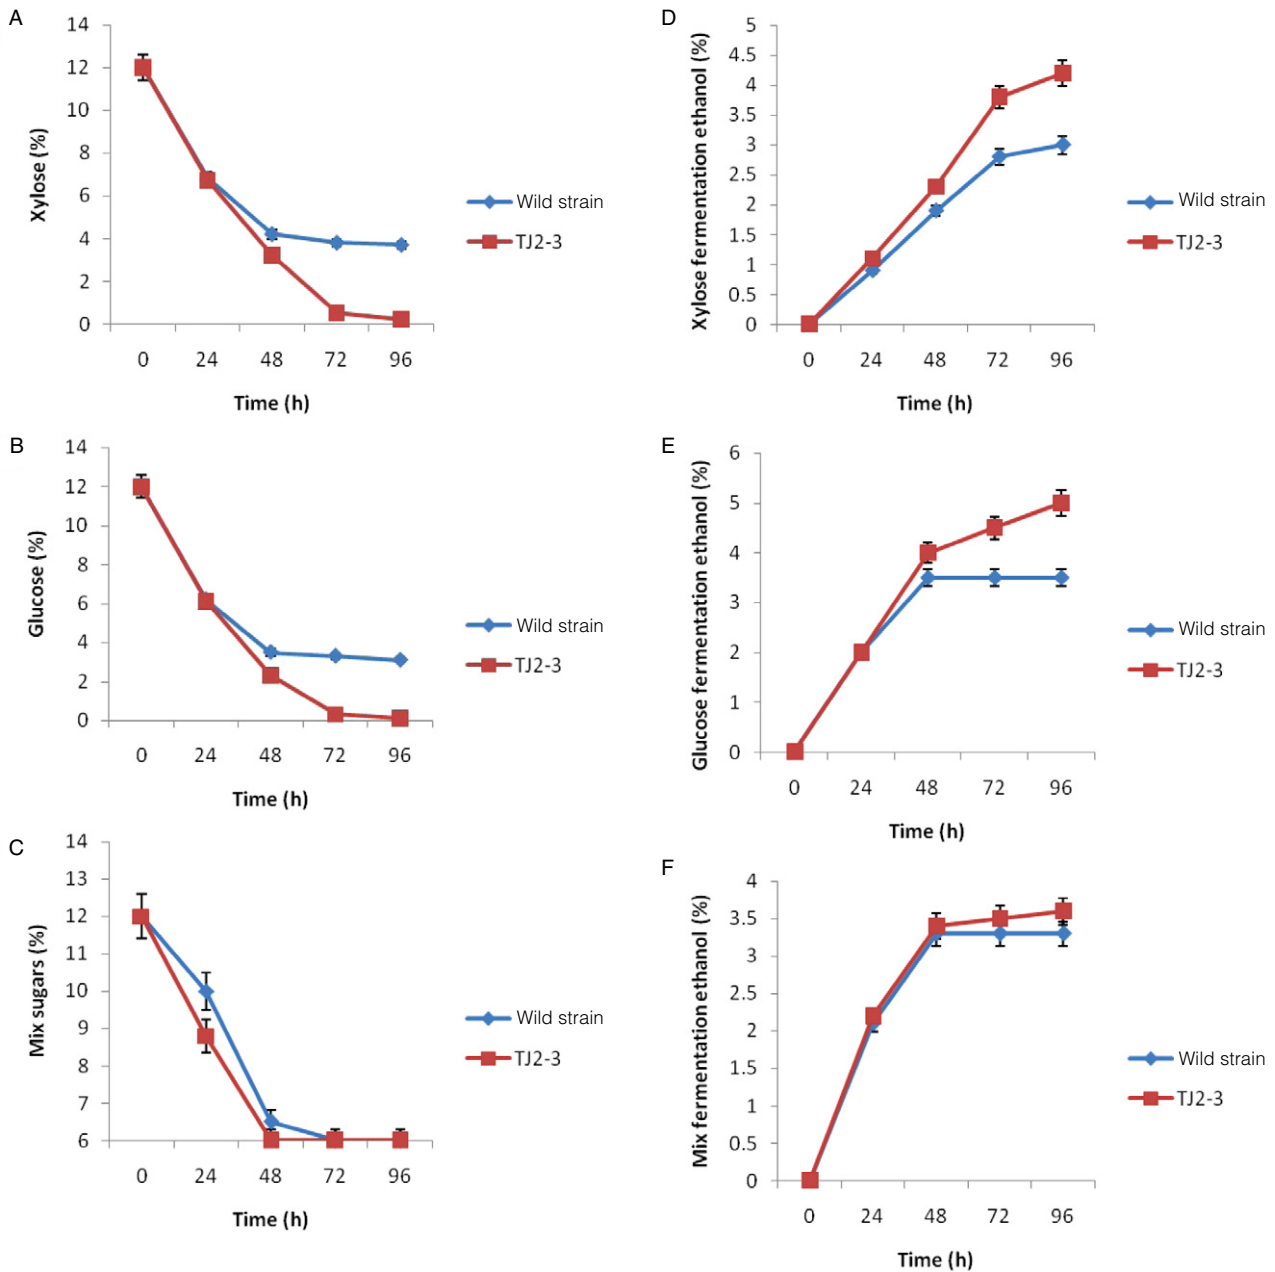 A
Xylose (%)
14
12
10
8
6
4
2
0
0 24 48 72 96
Time (h)
Wild strain
TJ2-3
D
Xylose fermentation ethanol (%)
5
4.5
4
3.5
3
2.5
2
1.5
1
0.5
0
0 24 48 72 96
Time (h)
Wild strain
TJ2-3
B
Glucose (%)
14
12
10
8
6
4
2
0
0 24 48 72 96
Time (h)
Wild strain
TJ2-3
E
Glucose fermentation ethanol (%)
6
5
4
3
2
1
0
0 24 48 72 96
Time (h)
Wild strain
TJ2-3
C
Mix sugars (%)
14
13
12
11
10
9
8
7
6
0 24 48 72 96
Time (h)
Wild strain
TJ2-3
F
Mix fermentation ethanol (%)
4
3.5
3
2.5
2
1.5
1
0.5
0
0 24 48 72 96
Time (h)
Wild strain
TJ2-3